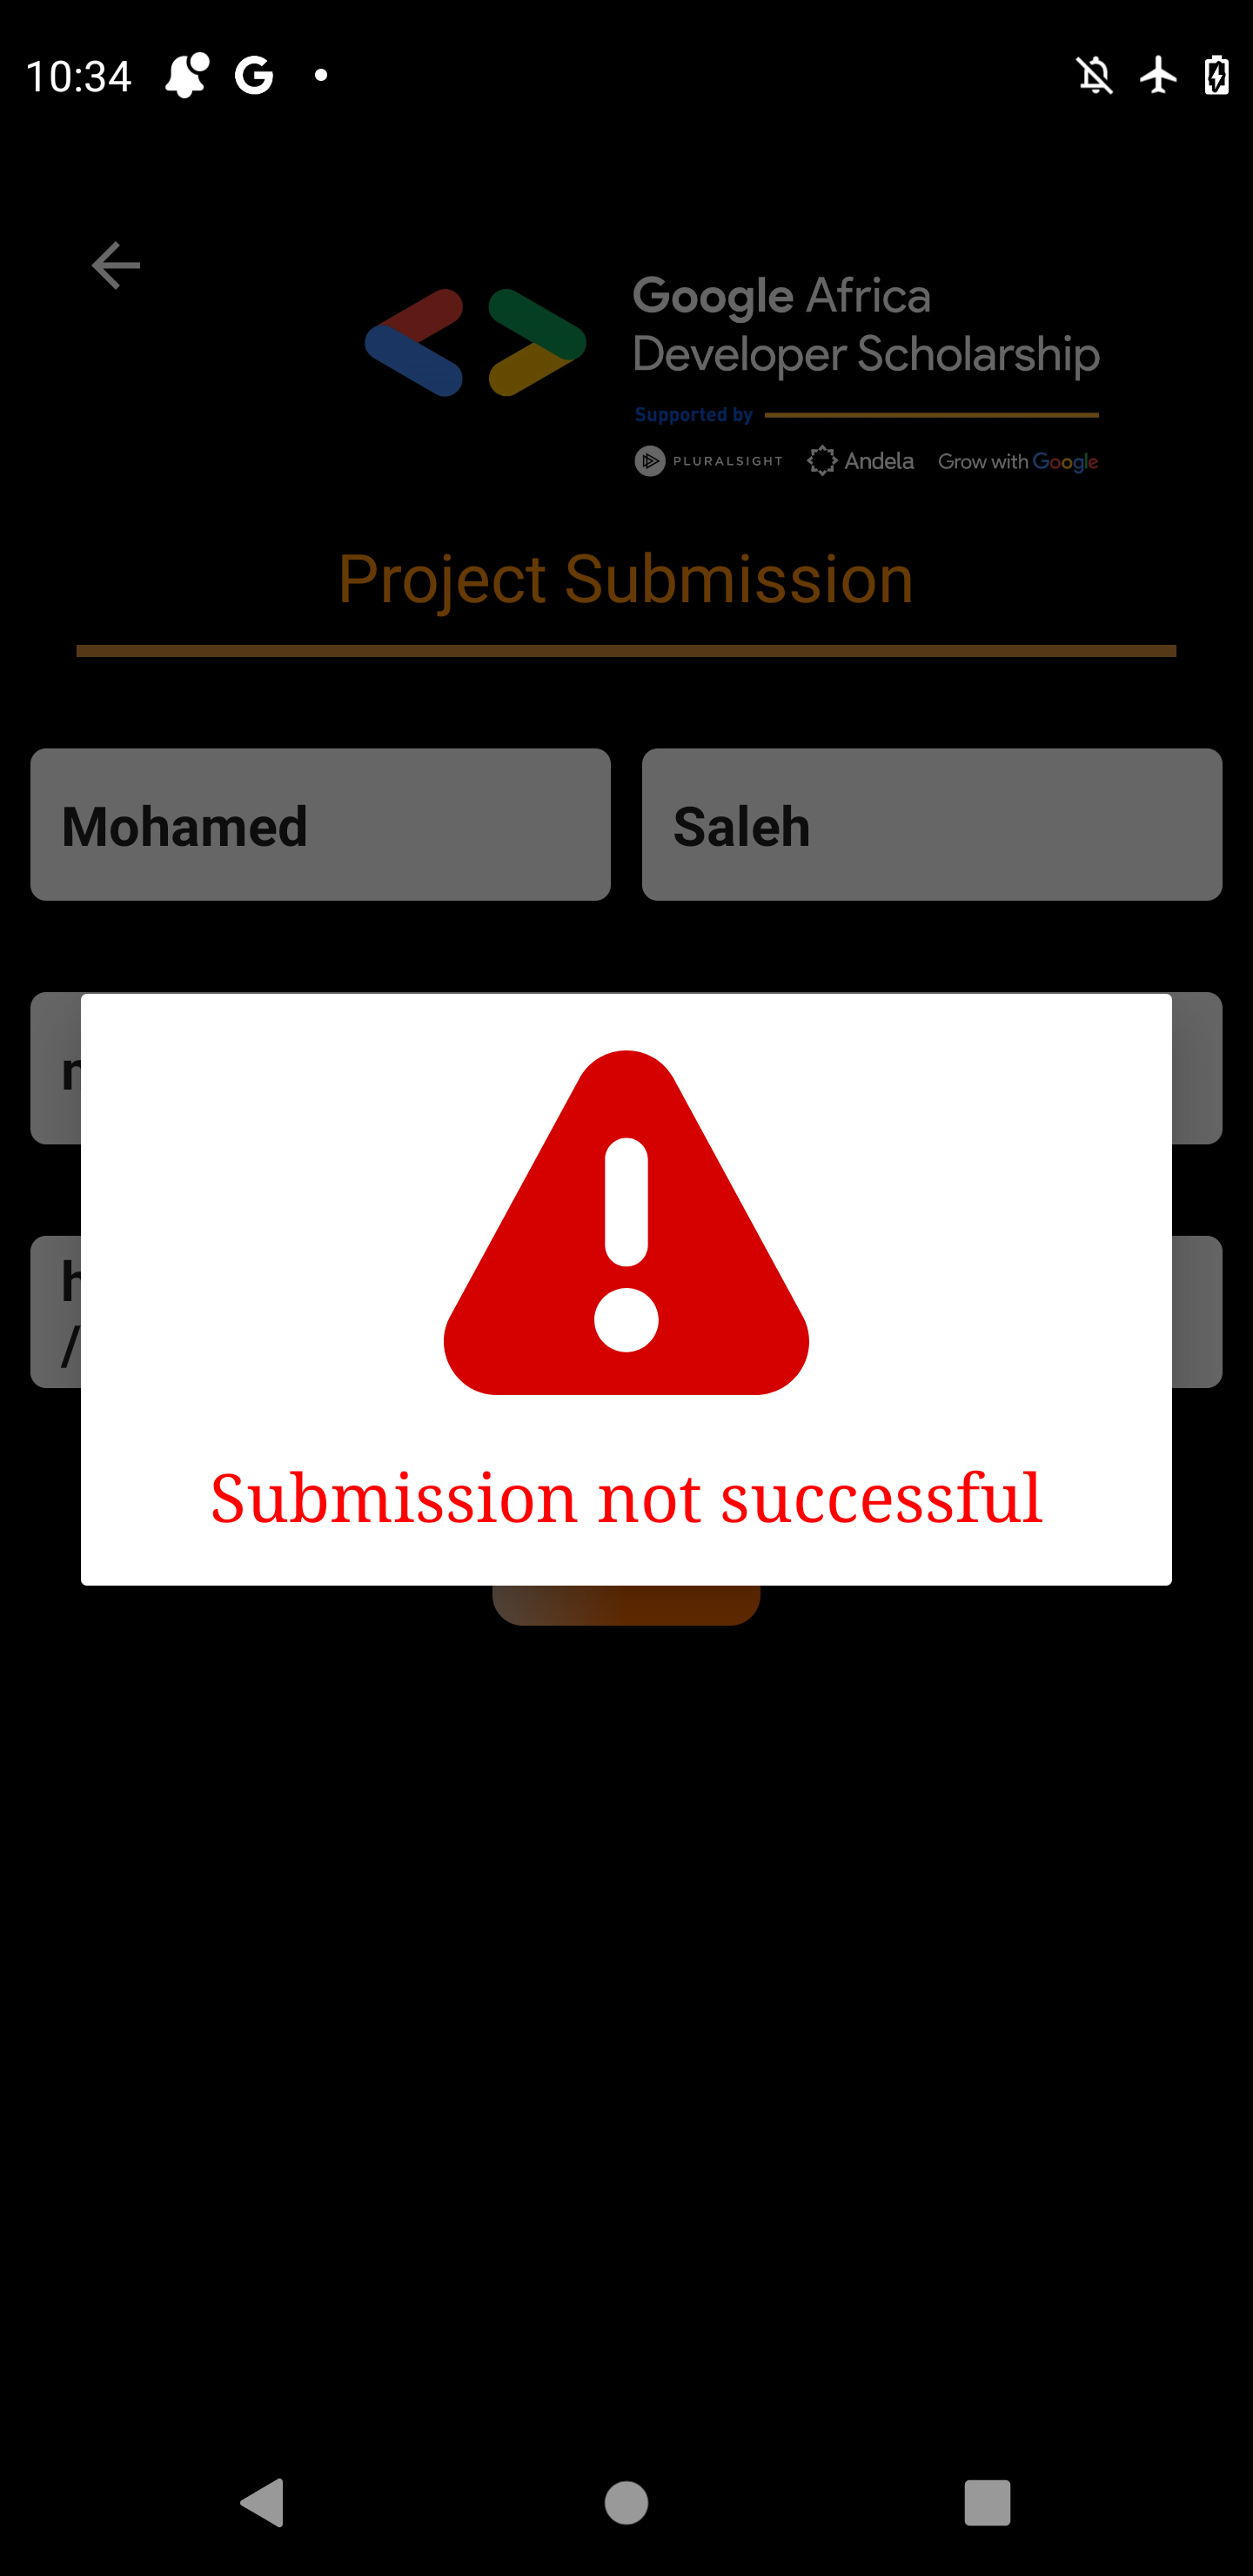 10:34
Google Africa
Developer Scholarship
Supported by
PLURALSIGHT Andela Grow with Google
Project Submission
Mohamed Saleh
Submission not successful